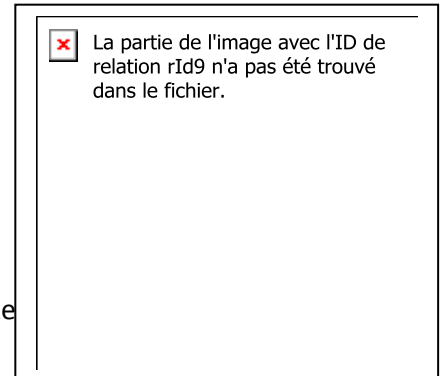 La partie de l'image avec l'ID de
relation rId9 n'a pas été trouvé
dans le fichier.
e